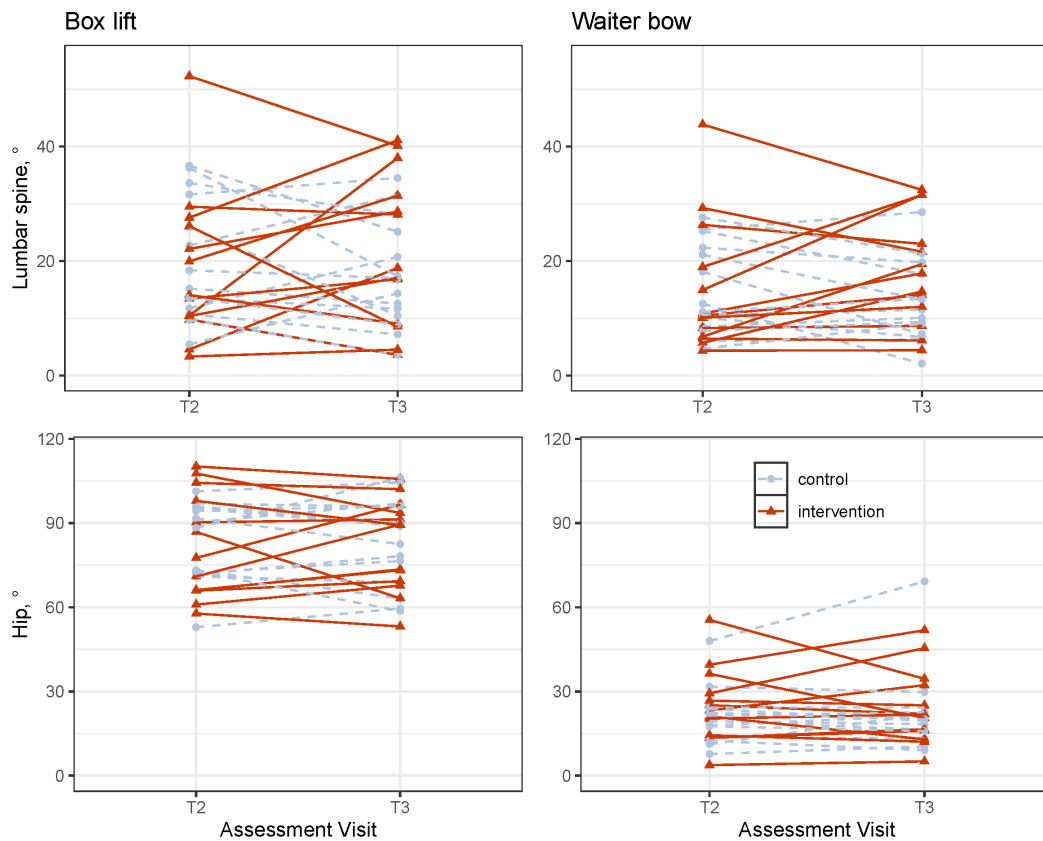 Box lift
Waiter bow
Lumbar spine, °
40
20
0
T2
T3
40
20
0
T2
T3
Hip, °
120
90
60
30
0
T2
T3
Assessment Visit
120
90
60
30
0
control
intervention
T2
T3
Assessment Visit